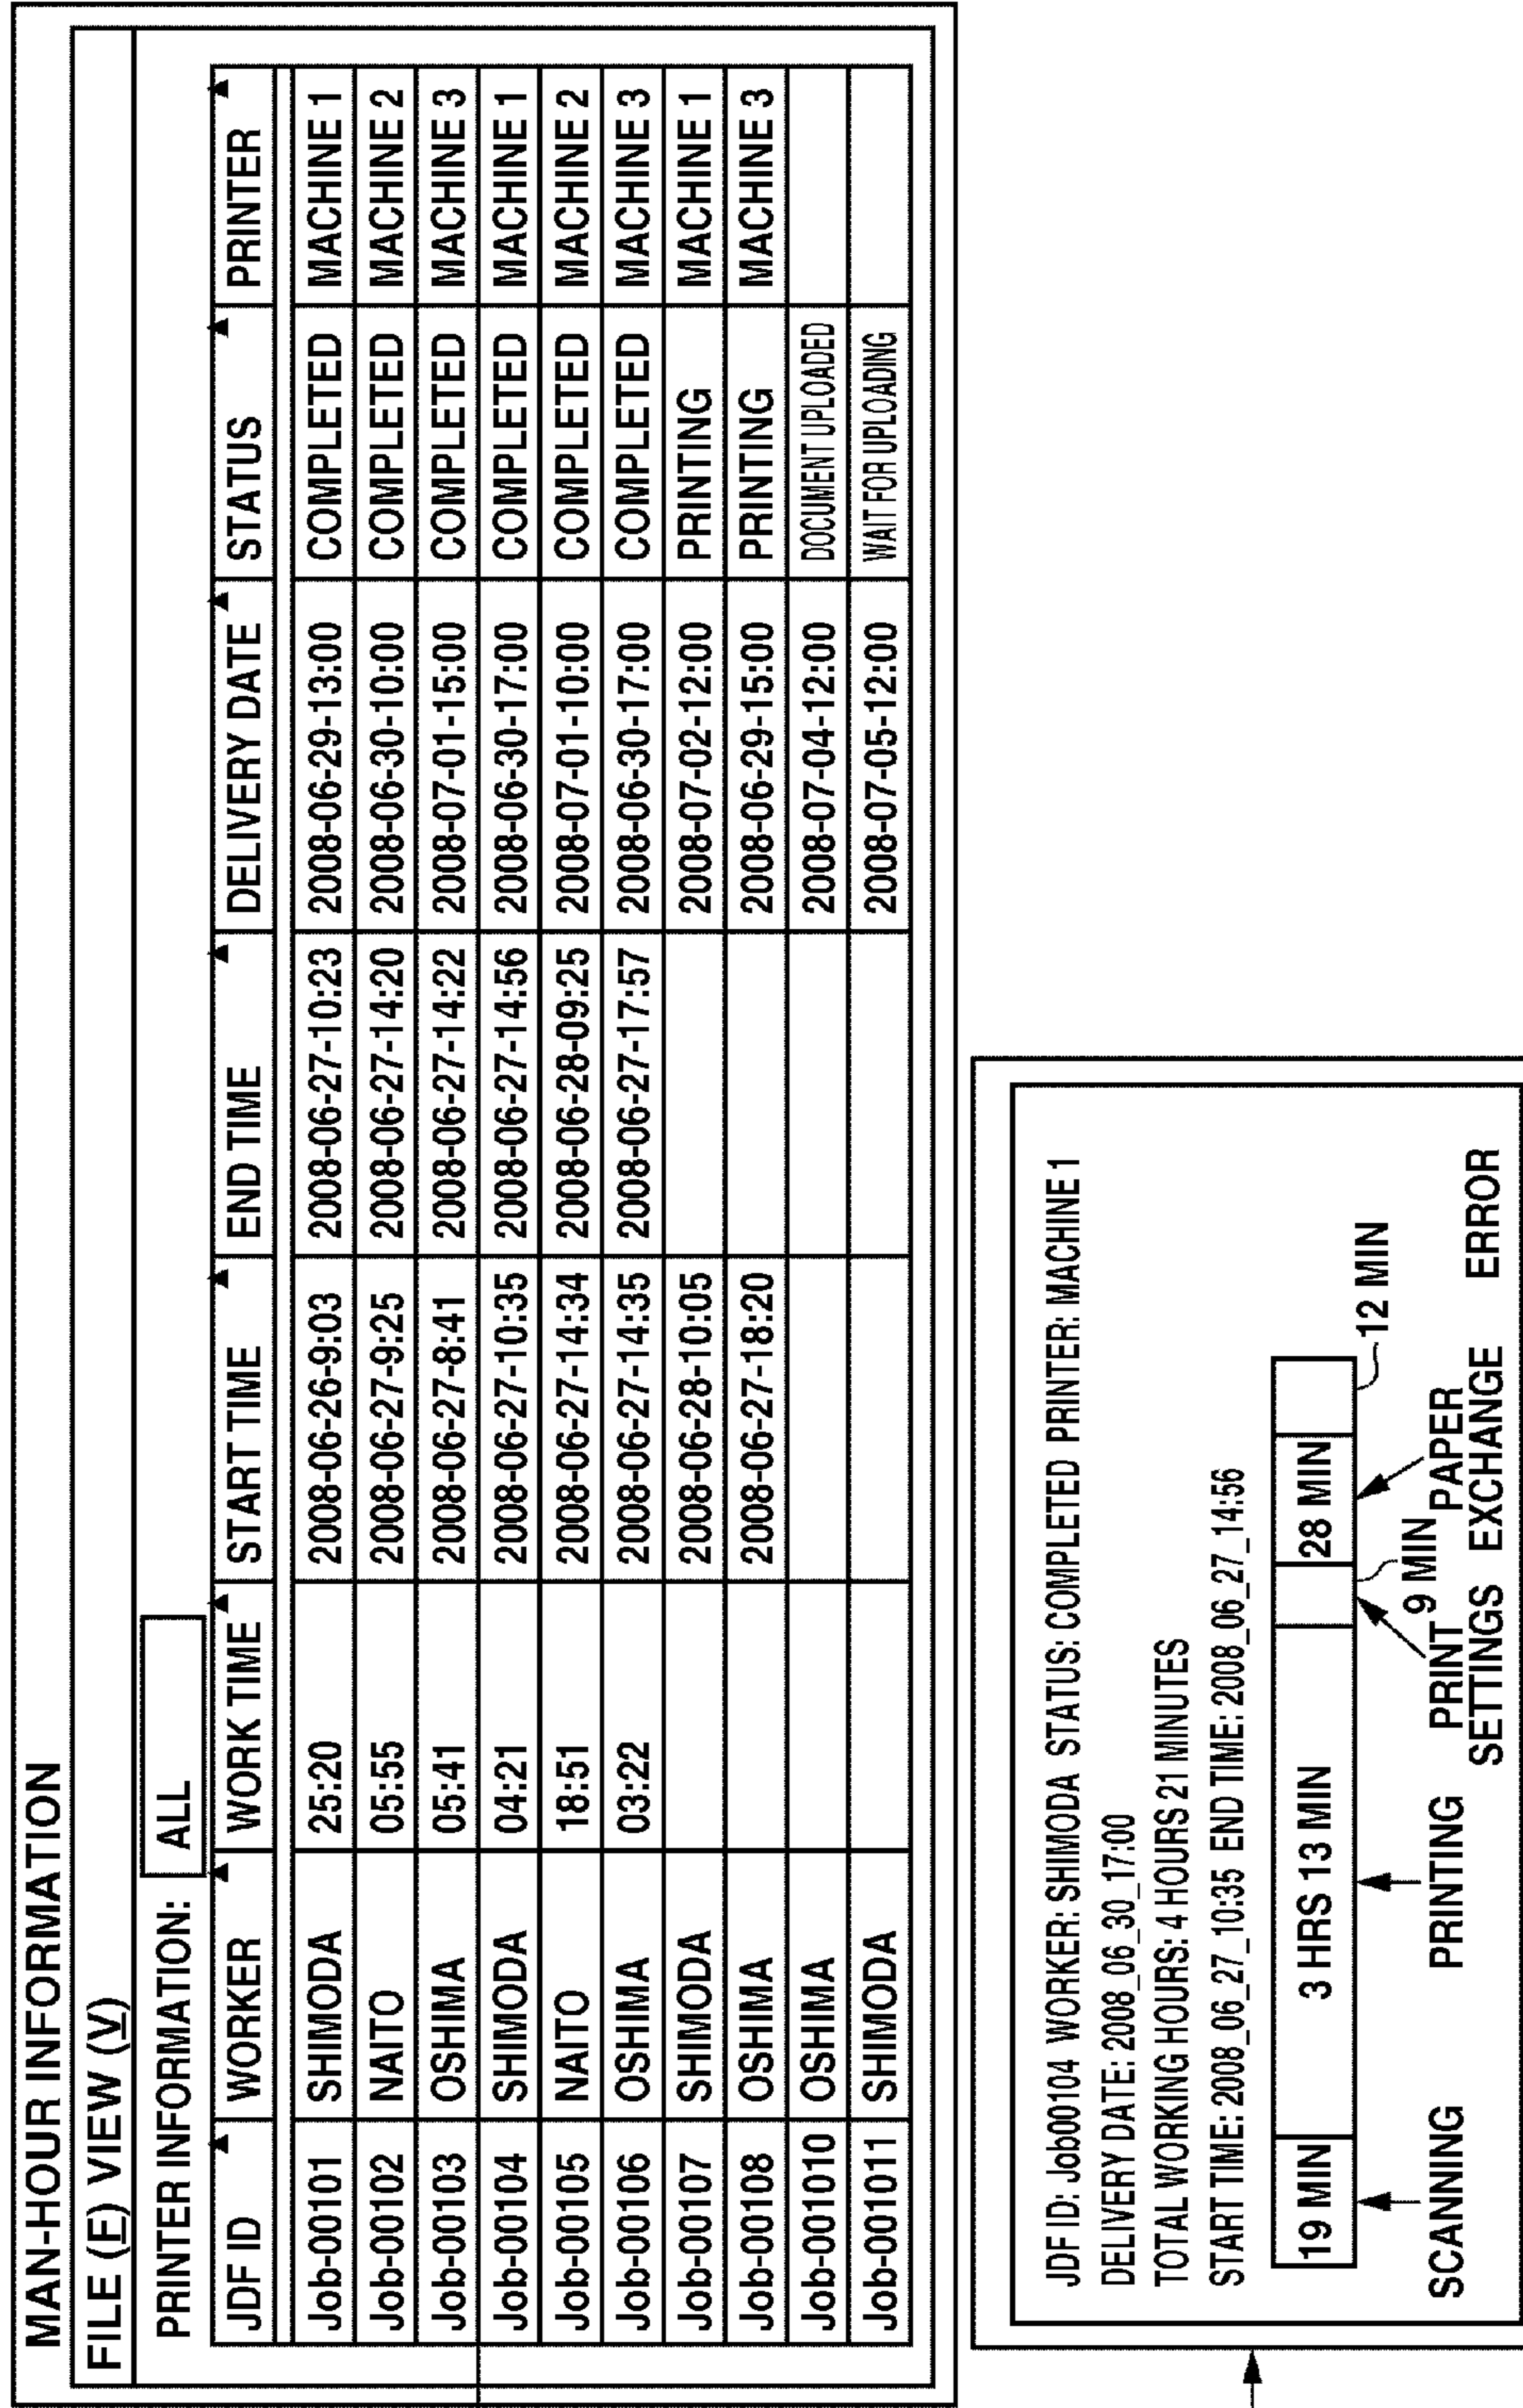 MAN-HOUR INFORMATION
FILE (F) VIEW (V)
PRINTER INFORMATION: ALL
JDF ID WORKER WORK TIME START TIME END TIME DELIVERY DATE STATUS PRINTER
Job-00101 SHIMODA 25:20 2008-06-26-9:03 2008-06-27-10:23 2008-06-29-13:00 COMPLETED MACHINE 1
Job-00102 NAITO 05:55 2008-06-27-9:25 2008-06-27-14:20 2008-06-30-10:00 COMPLETED MACHINE 2
Job-00103 OSHIMA 05:41 2008-06-27-8:41 2008-06-27-14:22 2008-07-01-15:00 COMPLETED MACHINE 3
Job-00104 SHIMODA 04:21 2008-06-27-10:35 2008-06-27-14:56 2008-06-30-17:00 COMPLETED MACHINE 1
Job-00105 NAITO 18:51 2008-06-27-14:34 2008-06-28-09:25 2008-07-01-10:00 COMPLETED MACHINE 2
Job-00106 OSHIMA 03:22 2008-06-27-14:35 2008-06-27-17:57 2008-06-30-17:00 COMPLETED MACHINE 3
Job-00107 SHIMODA 2008-06-28-10:05 2008-07-02-12:00 PRINTING MACHINE 1
Job-00108 OSHIMA 2008-06-27-18:20 2008-06-29-15:00 PRINTING MACHINE 3
Job-001010 OSHIMA 2008-07-04-12:00 DOCUMENT UPLOADED
Job-001011 SHIMODA 2008-07-05-12:00 WAIT FOR UPLOADING
JDF ID: Job00104 WORKER: SHIMODA STATUS: COMPLETED PRINTER: MACHINE 1
DELIVERY DATE: 2008_06_30_17:00
TOTAL WORKING HOURS: 4 HOURS 21 MINUTES
START TIME: 2008_06_27_10:35 END TIME: 2008_06_27_14:56
19 MIN 3 HRS 13 MIN 28 MIN
9 MIN 12 MIN
SCANNING PRINTING PRINT PAPER ERROR
SETTINGS EXCHANGE